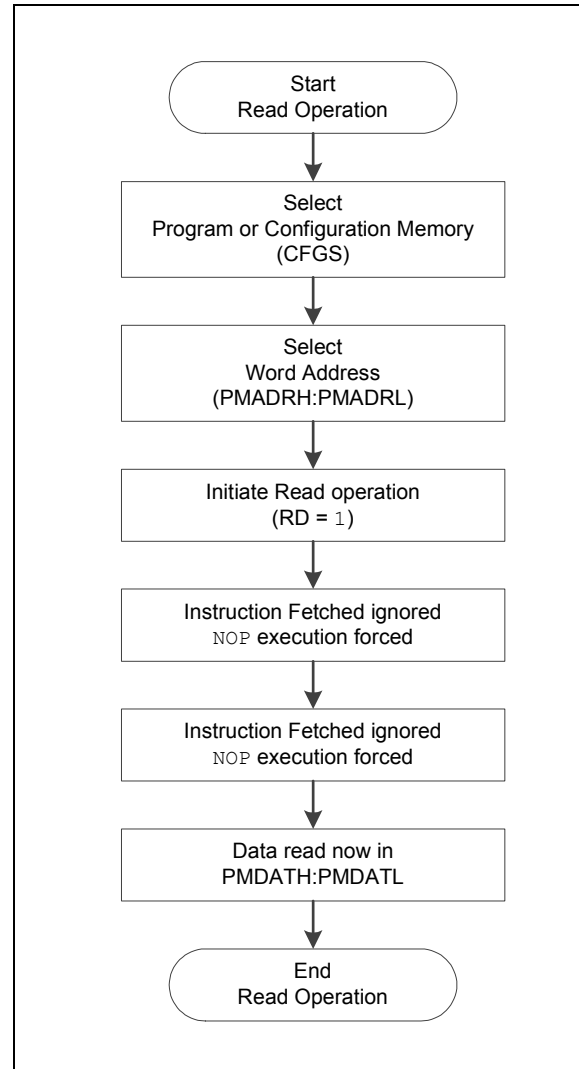 Start
Read Operation
Select
Program or Configuration Memory
(CFGS)
Select
Word Address
(PMADRH:PMADRL)
Initiate Read operation
(RD = 1)
Instruction Fetched ignored
NOP execution forced
Instruction Fetched ignored
NOP execution forced
Data read now in
PMDATH:PMDATL
End
Read Operation